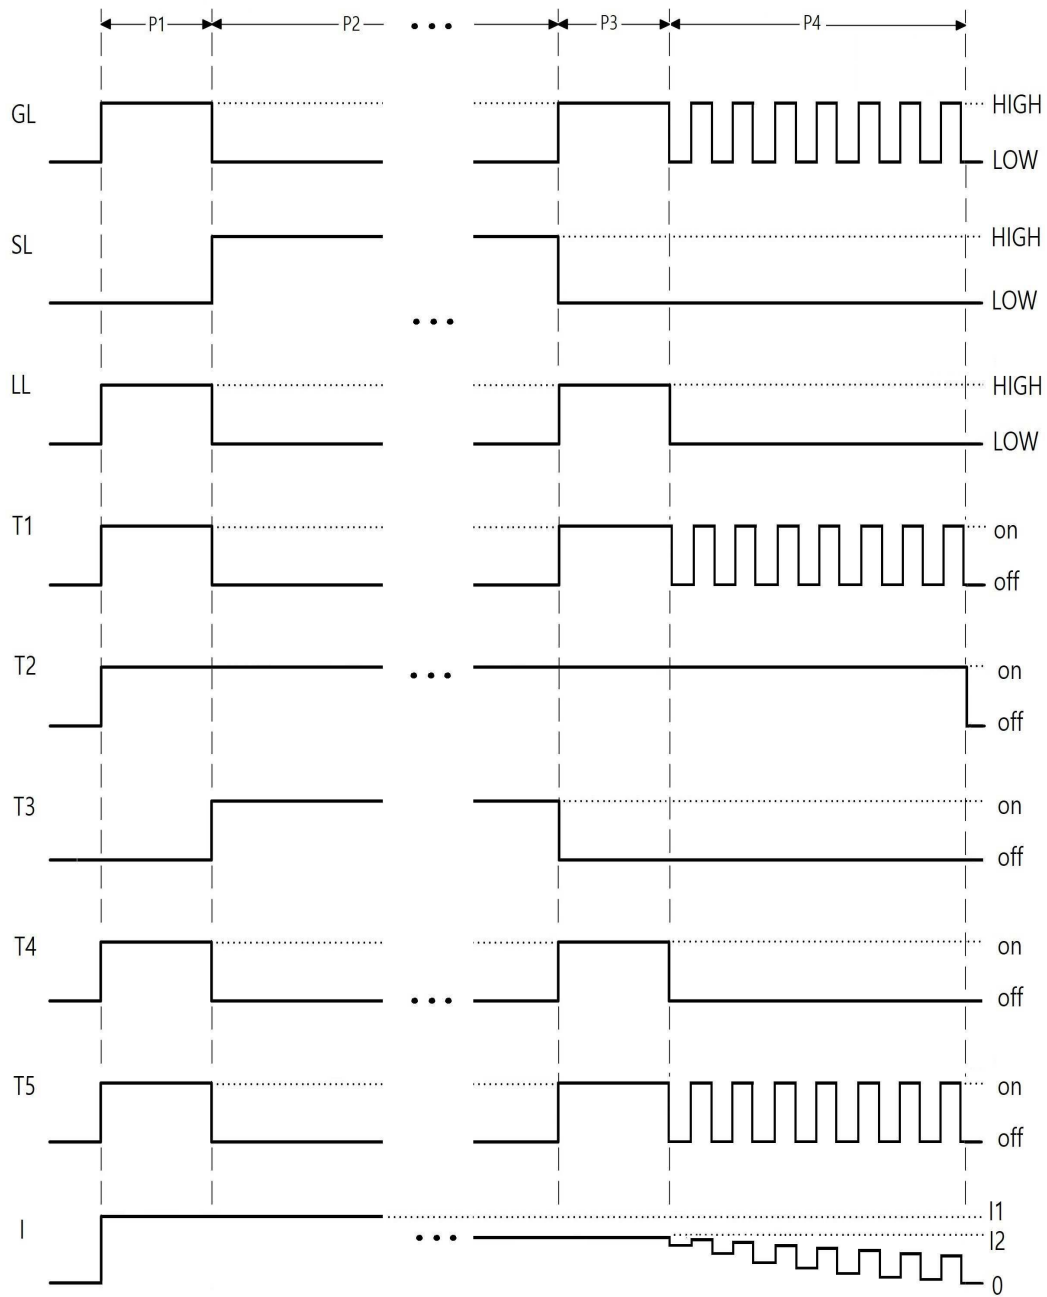 P1 P2 P3 P4
GL HIGH
LOW
SL HIGH
LOW
LL HIGH
LOW
T1 on
off
T2 on
off
T3 on
off
T4 on
off
T5 on
off
I I1
I2
0